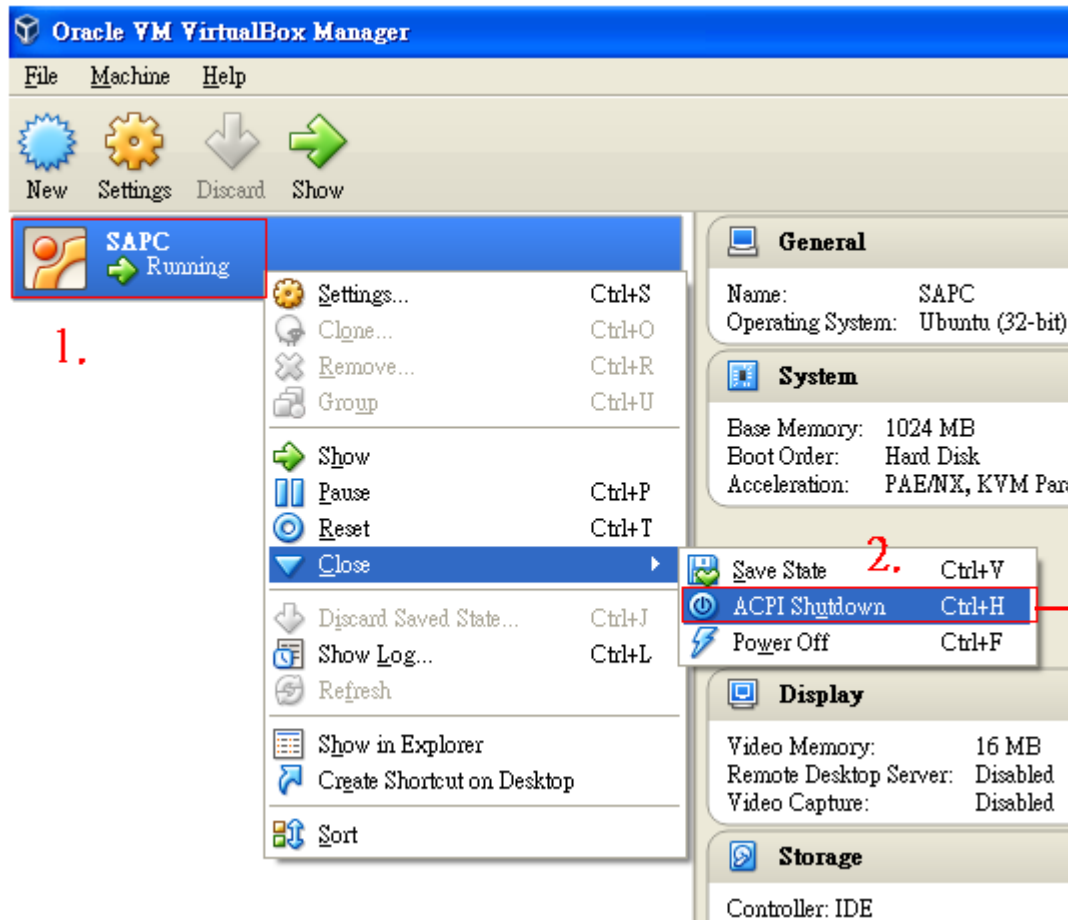 Oracle VM VirtualBox Manager
File Machine Help
New Settings Discard Show
SAPC
Running
1.
Settings... Ctrl+S
Clone... Ctrl+O
Remove... Ctrl+R
Group Ctrl+U
Show
Pause Ctrl+P
Reset Ctrl+T
Close
Discard Saved State... Ctrl+J
Show Log... Ctrl+L
Refresh
Show in Explorer
Create Shortcut on Desktop
Sort
2.
Save State Ctrl+V
ACPI Shutdown Ctrl+H
Power Off Ctrl+F
General
Name: SAPC
Operating System: Ubuntu (32-bit)
System
Base Memory: 1024 MB
Boot Order: Hard Disk
Acceleration: PAE/NX, KVM Par
Display
Video Memory: 16 MB
Remote Desktop Server: Disabled
Video Capture: Disabled
Storage
Controller: IDE